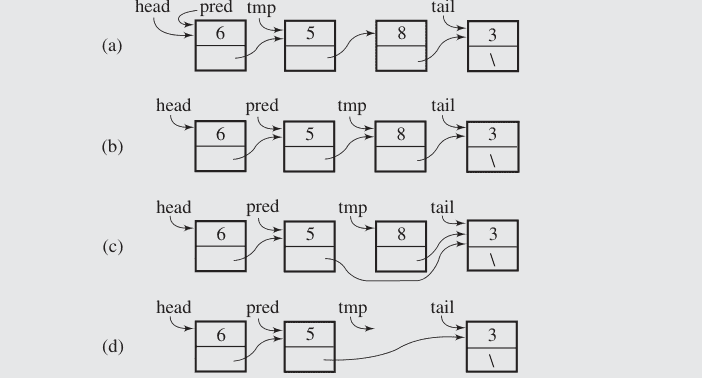 head pred tmp tail
(a) 6 5 8 3
\
head pred tmp tail
(b) 6 5 8 3
\
head pred tmp tail
(c) 6 5 8 3
\
head pred tmp tail
(d) 6 5 3
\